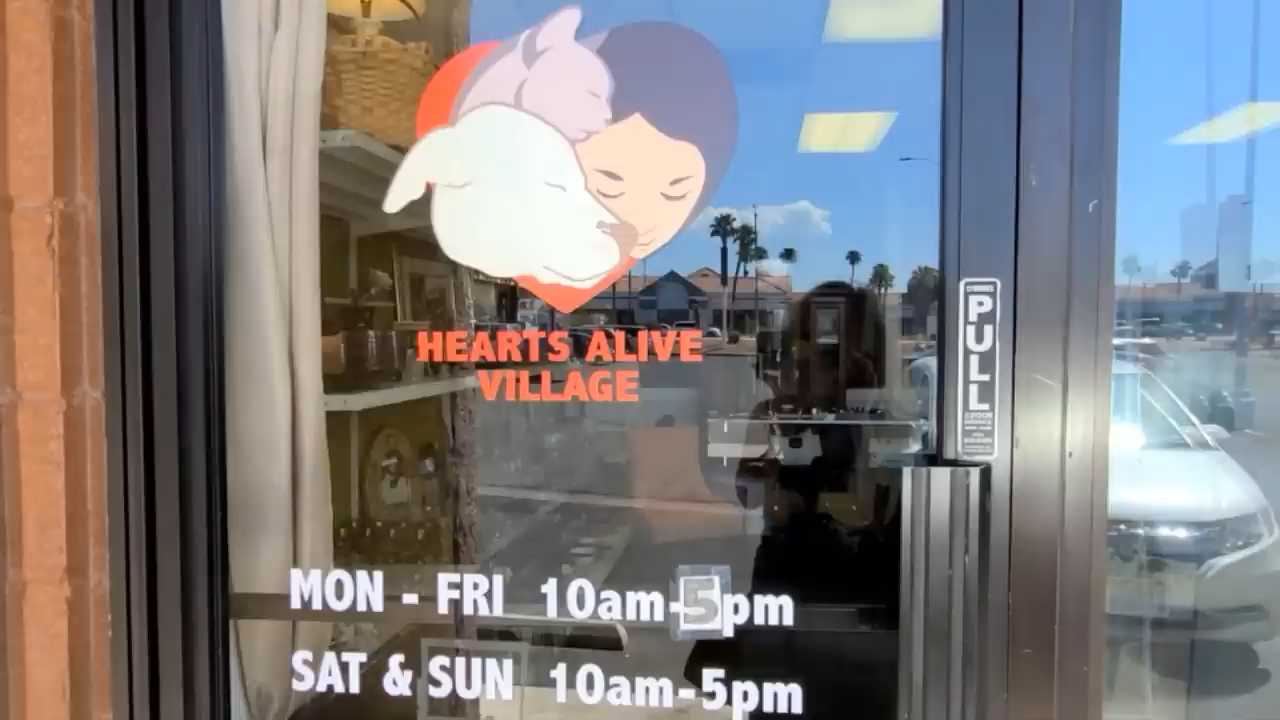 HEARTS ALIVE
VILLAGE
PULL
MON - FRI 10am-5pm
SAT & SUN 10am-5pm